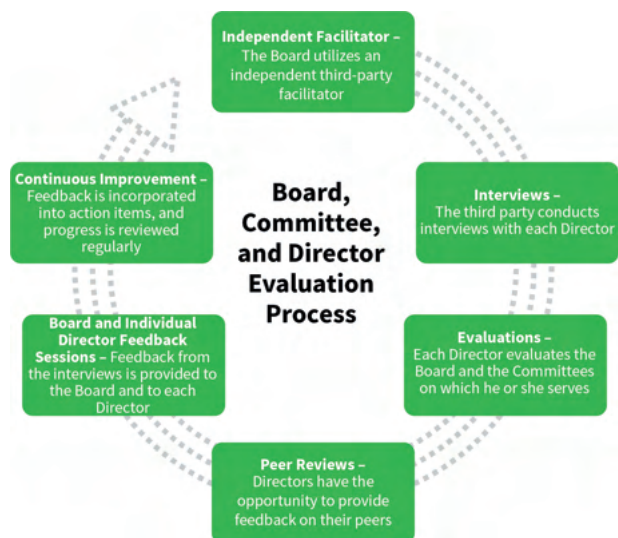 Independent Facilitator –
The Board utilizes an
independent third-party
facilitator
Interviews –
The third party conducts
interviews with each Director
Evaluations –
Each Director evaluates the
Board and the Committees
on which he or she serves
Peer Reviews –
Directors have the
opportunity to provide
feedback on their peers
Board and Individual
Director Feedback
Sessions – Feedback from
the interviews is provided to
the Board and to each
Director
Continuous Improvement –
Feedback is incorporated
into action items, and
progress is reviewed
regularly
Board,
Committee,
and Director
Evaluation
Process